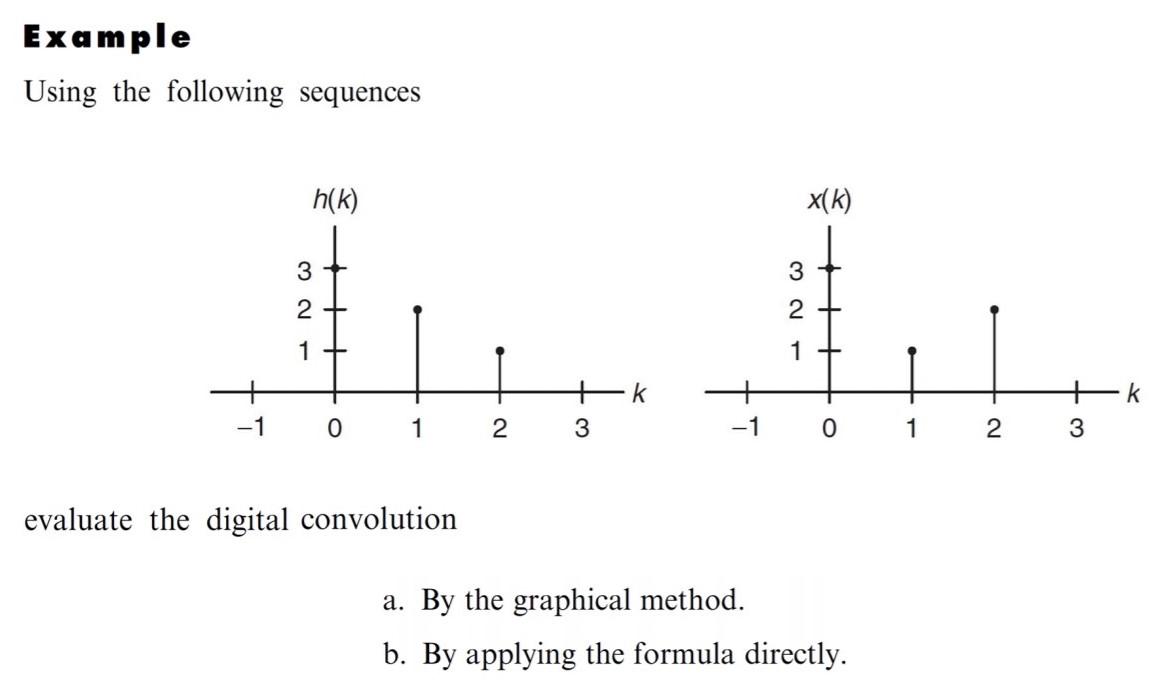 Example
Using the following sequences
h(k)
3
2
1
k
–1 0 1 2 3
x(k)
3
2
1
k
–1 0 1 2 3
evaluate the digital convolution
a. By the graphical method.
b. By applying the formula directly.